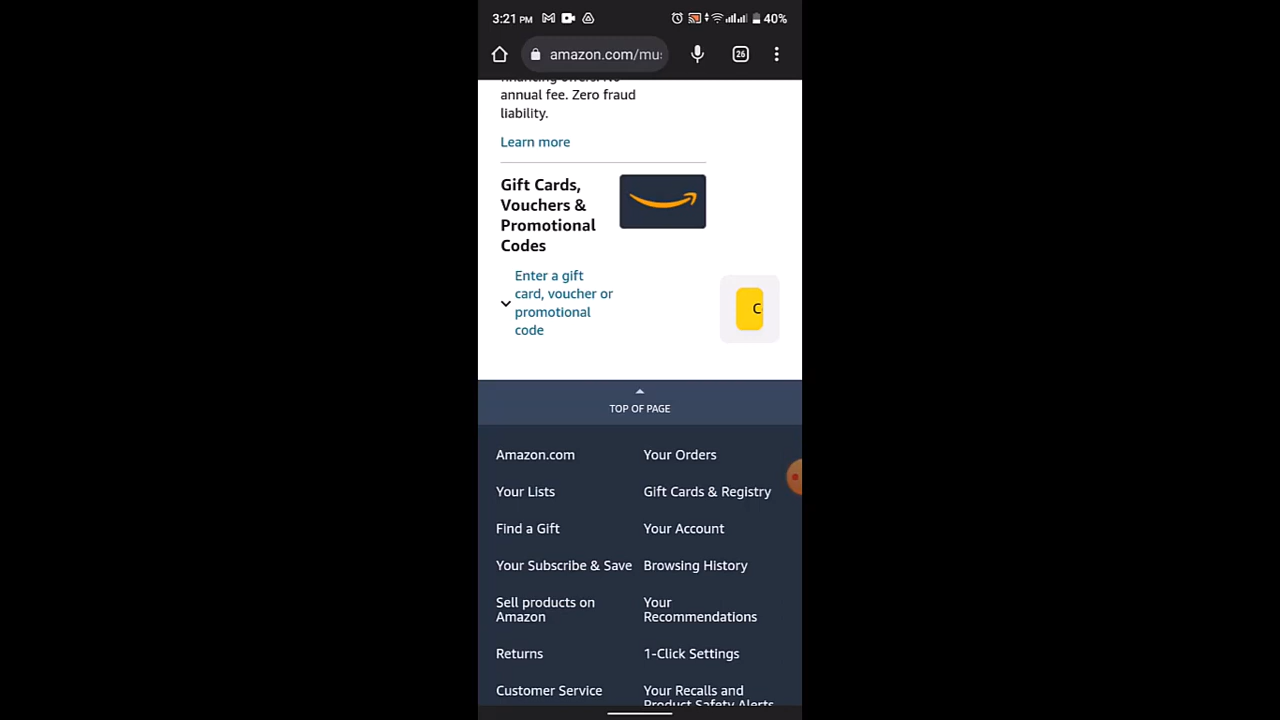 3:21 PM
40%
amazon.com/mu
26
annual fee. Zero fraud
liability.
Learn more
Gift Cards,
Vouchers &
Promotional
Codes
Enter a gift
card, voucher or
promotional
code
C
TOP OF PAGE
Amazon.com
Your Orders
Your Lists
Gift Cards & Registry
Find a Gift
Your Account
Your Subscribe & Save
Browsing History
Sell products on
Amazon
Your
Recommendations
Returns
1-Click Settings
Customer Service
Your Recalls and
Product Safety Alerts